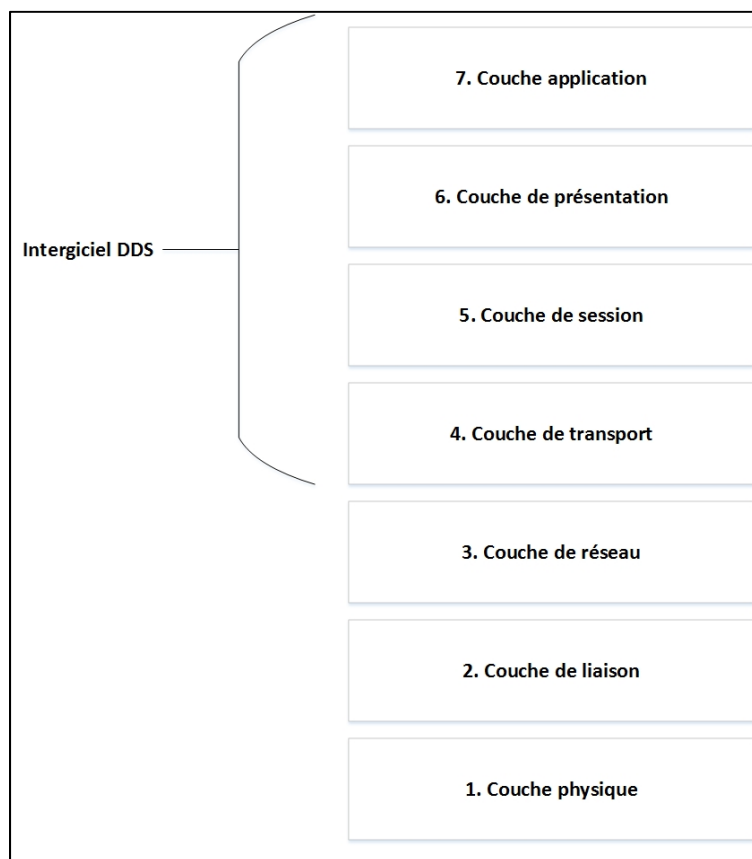 7. Couche application
6. Couche de présentation
Intergiciel DDS
5. Couche de session
4. Couche de transport
3. Couche de réseau
2. Couche de liaison
1. Couche physique